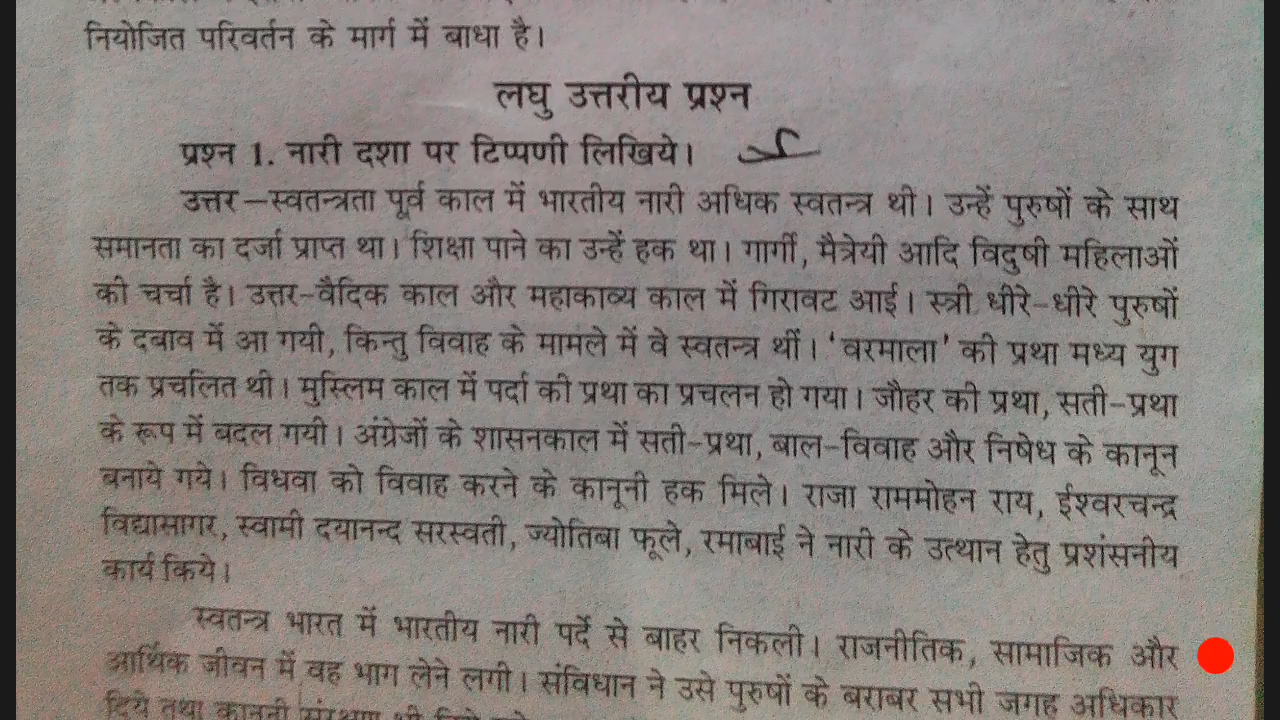 नियोजित परिवर्तन के मार्ग में बाधा है।
लघु उत्तरीय प्रश्न
प्रश्न 1. नारी दशा पर टिप्पणी लिखिये।
उत्तर–स्वतन्त्रता पूर्व काल में भारतीय नारी अधिक स्वतन्त्र थी। उन्हें पुरुषों के साथ
समानता का दर्जा प्राप्त था। शिक्षा पाने का उन्हें हक था। गार्गी, मैत्रेयी आदि विदुषी महिलाओं
की चर्चा है। उत्तर-वैदिक काल और महाकाव्य काल में गिरावट आई। स्त्री धीरे-धीरे पुरुषों
के दबाव में आ गयी, किन्तु विवाह के मामले में वे स्वतन्त्र थीं। 'वरमाला' की प्रथा मध्य युग
तक प्रचलित थी। मुस्लिम काल में पर्दा की प्रथा का प्रचलन हो गया। जौहर की प्रथा, सती-प्रथा
के रूप में बदल गयी। अंग्रेजों के शासनकाल में सती-प्रथा, बाल-विवाह और निषेध के कानून
बनाये गये। विधवा को विवाह करने के कानूनी हक मिले। राजा राममोहन राय, ईश्वरचन्द्र
विद्यासागर, स्वामी दयानन्द सरस्वती, ज्योतिबा फूले, रमाबाई ने नारी के उत्थान हेतु प्रशंसनीय
कार्य किये।
स्वतन्त्र भारत में भारतीय नारी पर्दे से बाहर निकली। राजनीतिक, सामाजिक और
आर्थिक जीवन में वह भाग लेने लगी। संविधान ने उसे पुरुषों के बराबर सभी जगह अधिकार
दिये तथा कानूनी संरक्षण भी